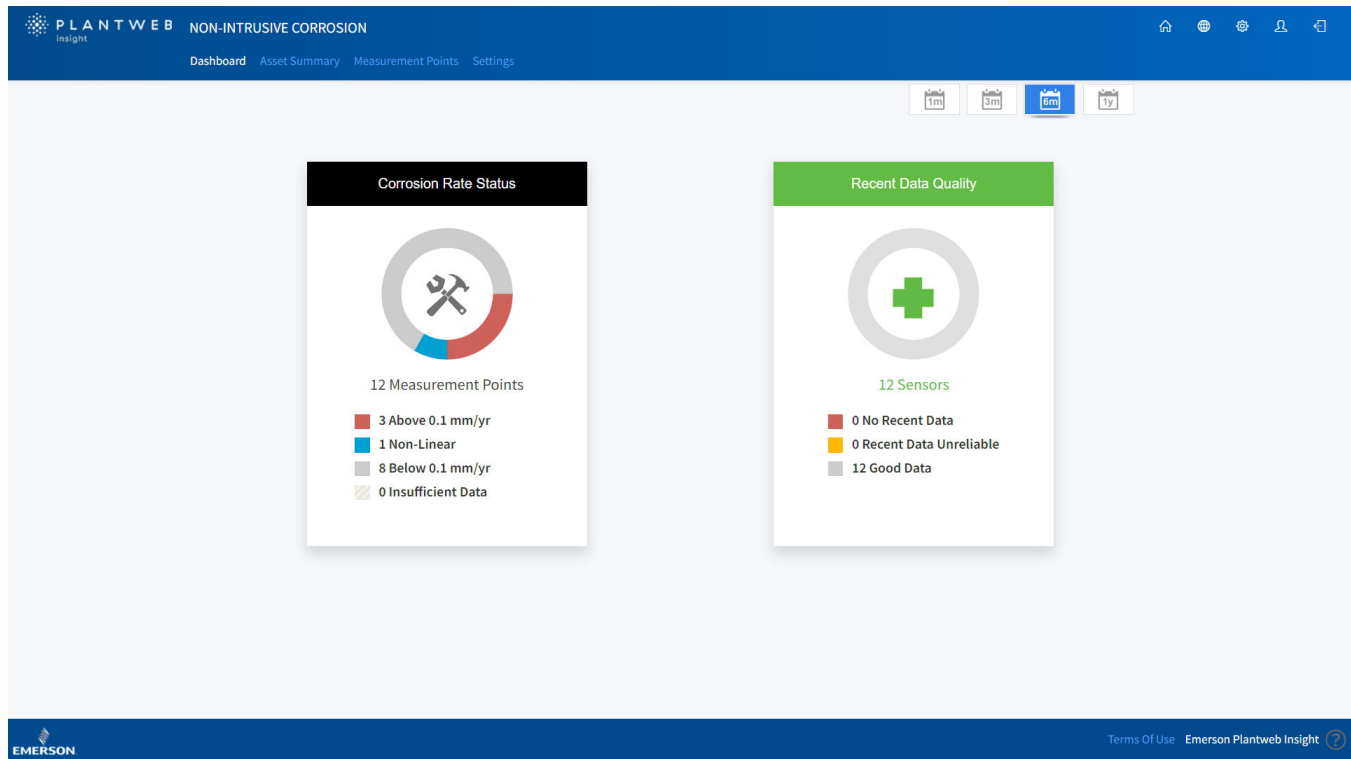 PLANTWEB
insight
NON-INTRUSIVE CORROSION
Dashboard Asset Summary Measurement Points Settings
1m 3m 6m 1y
Corrosion Rate Status
12 Measurement Points
3 Above 0.1 mm/yr
1 Non-Linear
8 Below 0.1 mm/yr
0 Insufficient Data
Recent Data Quality
12 Sensors
0 No Recent Data
0 Recent Data Unreliable
12 Good Data
EMERSON
Terms Of Use Emerson Plantweb Insight ?